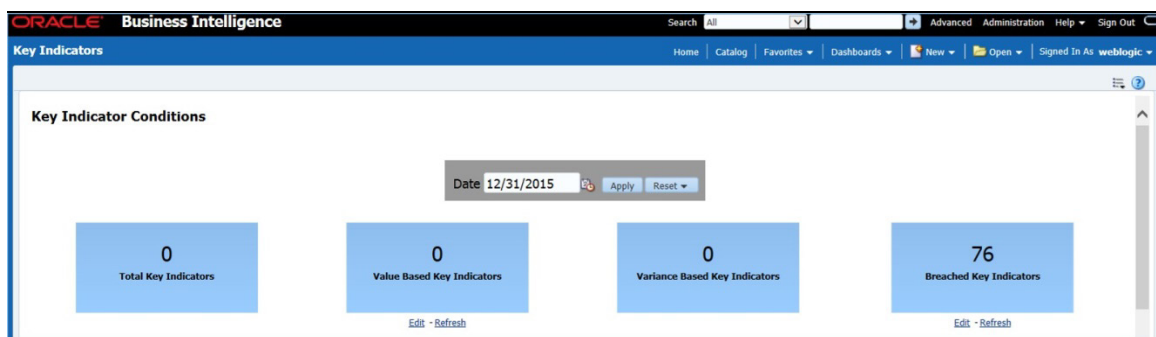 ORACLE Business Intelligence Search All Advanced Administration Help Sign Out
Key Indicators Home Catalog Favorites Dashboards New Open Signed In As weblogic
Key Indicator Conditions
Date 12/31/2015 Apply Reset
0 0 0 76
Total Key Indicators Value Based Key Indicators Variance Based Key Indicators Breached Key Indicators
Edit - Refresh Edit - Refresh